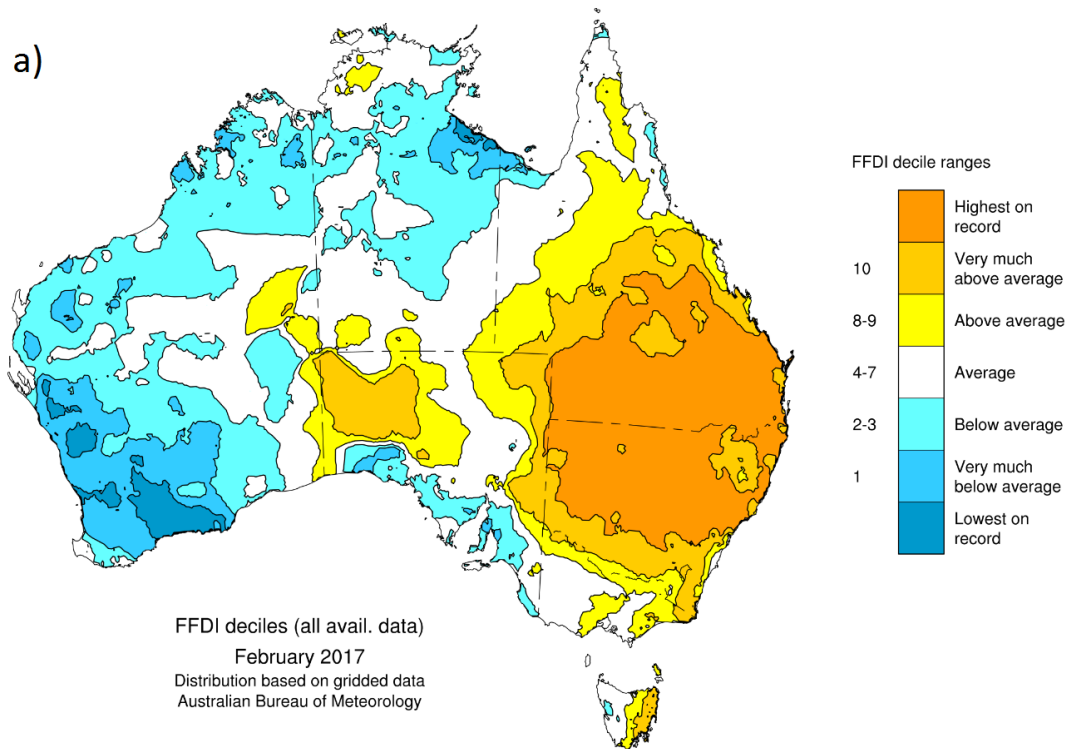 a)
FFDI decile ranges
Highest on
record
10
Very much
above average
8-9
Above average
4-7
Average
2-3
Below average
1
Very much
below average
Lowest on
record
FFDI deciles (all avail. data)
February 2017
Distribution based on gridded data
Australian Bureau of Meteorology